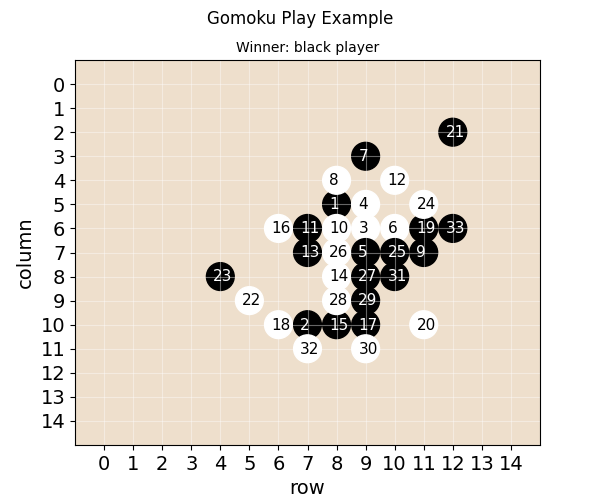 Gomoku Play Example
Winner: black player
0
1
2 21
3 7
4 8 12
5 1 4 24
6 16 11 10 3 6 19 33
7 13 26 5 25 9
8 23 14 27 31
9 22 28 29
10 18 2 15 17 20
11 32 30
12
13
14
column
0 1 2 3 4 5 6 7 8 9 10 11 12 13 14
row